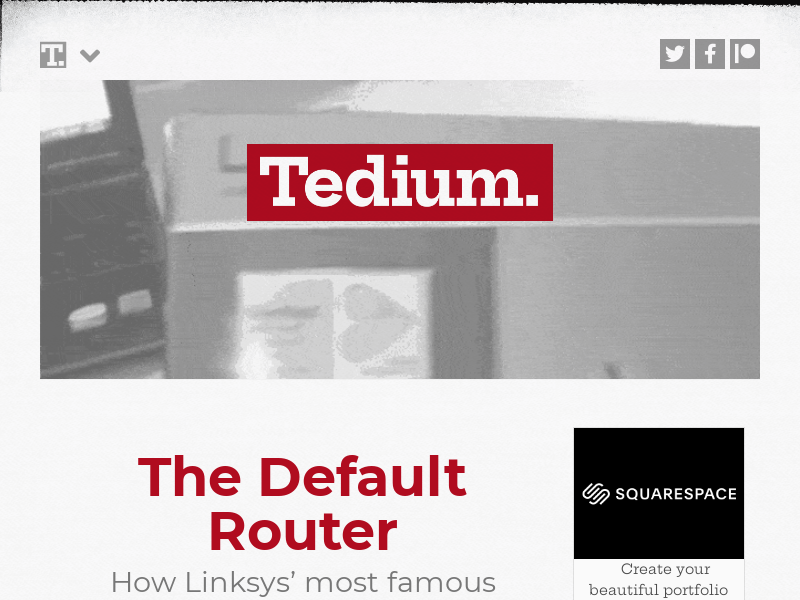 T.
Tedium.
The Default
Router
How Linksys’ most famous
SQUARESPACE
Create your
beautiful portfolio